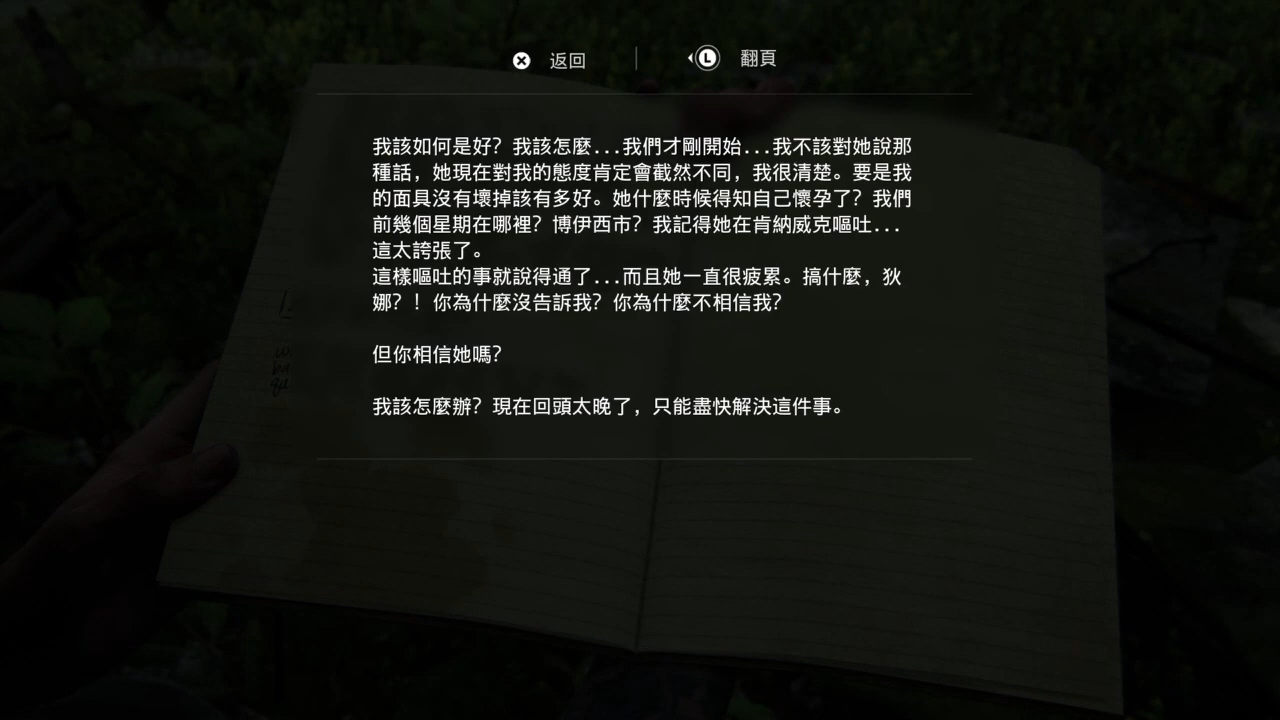 返回
L 翻頁
我該如何是好？我該怎麼...我們才剛開始...我不該對她說那
種話，她現在對我的態度肯定會截然不同，我很清楚。要是我
的面具沒有壞掉該有多好。她什麼時候得知自己懷孕了？我們
前幾個星期在哪裡？博伊西市？我記得她在肯納威克嘔吐...
這太誇張了。
這樣嘔吐的事就說得通了...而且她一直很疲累。搞什麼，狄
娜？！你為什麼沒告訴我？你為什麼不相信我？
但你相信她嗎？
我該怎麼辦？現在回頭太晚了，只能盡快解決這件事。